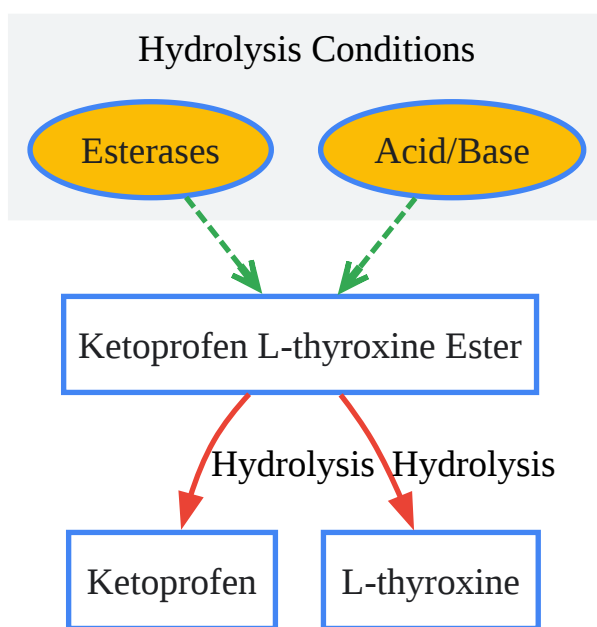 Hydrolysis Conditions
Esterases
Acid/Base
Ketoprofen L-thyroxine Ester
Hydrolysis
Hydrolysis
Ketoprofen
L-thyroxine